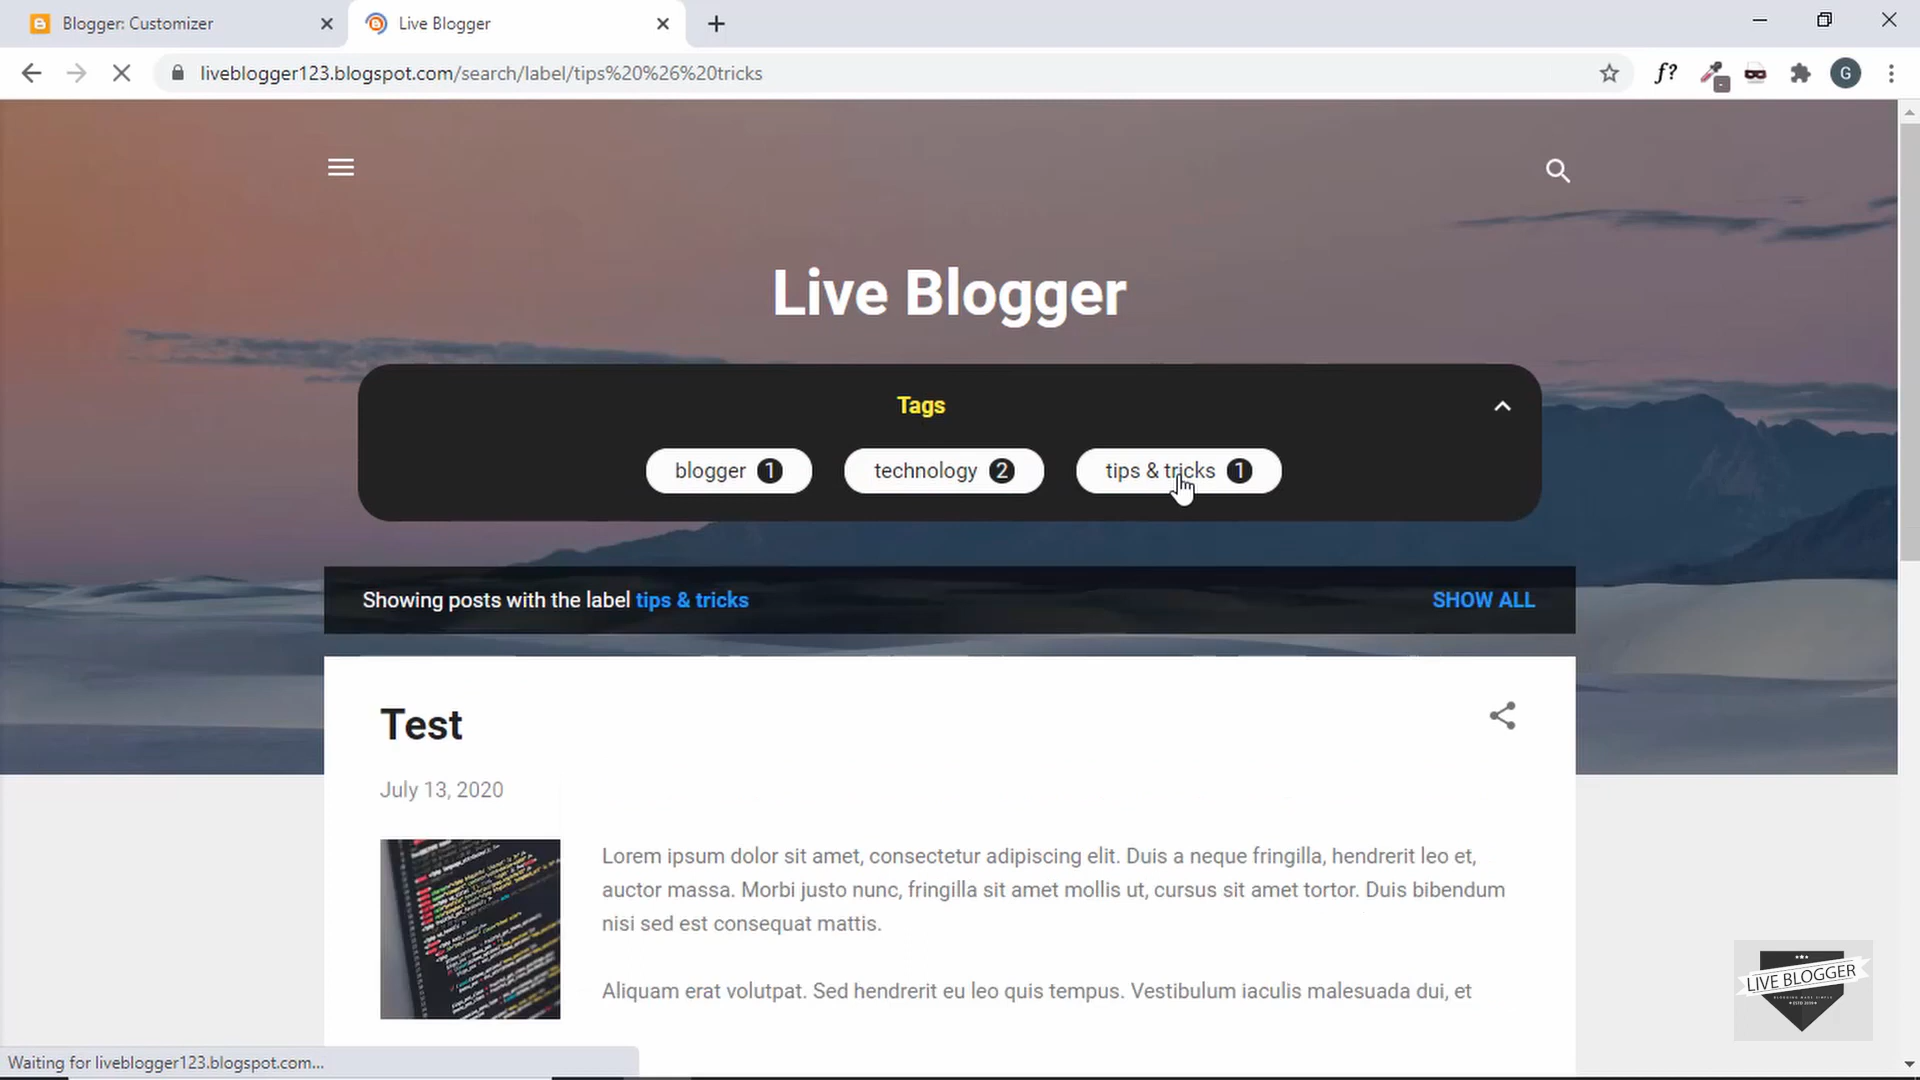 Blogger: Customizer
Live Blogger
liveblogger123.blogspot.com/search/label/tips%20%26%20tricks
f?
G
Live Blogger
Tags
blogger 1
technology 2
tips & tricks 1
Showing posts with the label tips & tricks
SHOW ALL
Test
July 13, 2020
Lorem ipsum dolor sit amet, consectetur adipiscing elit. Duis a neque fringilla, hendrerit leo et,
auctor massa. Morbi justo nunc, fringilla sit amet mollis ut, cursus sit amet tortor. Duis bibendum
nisi sed est consequat mattis.
Aliquam erat volutpat. Sed hendrerit eu leo quis tempus. Vestibulum iaculis malesuada dui, et
LIVE BLOGGER
Waiting for liveblogger123.blogspot.com...